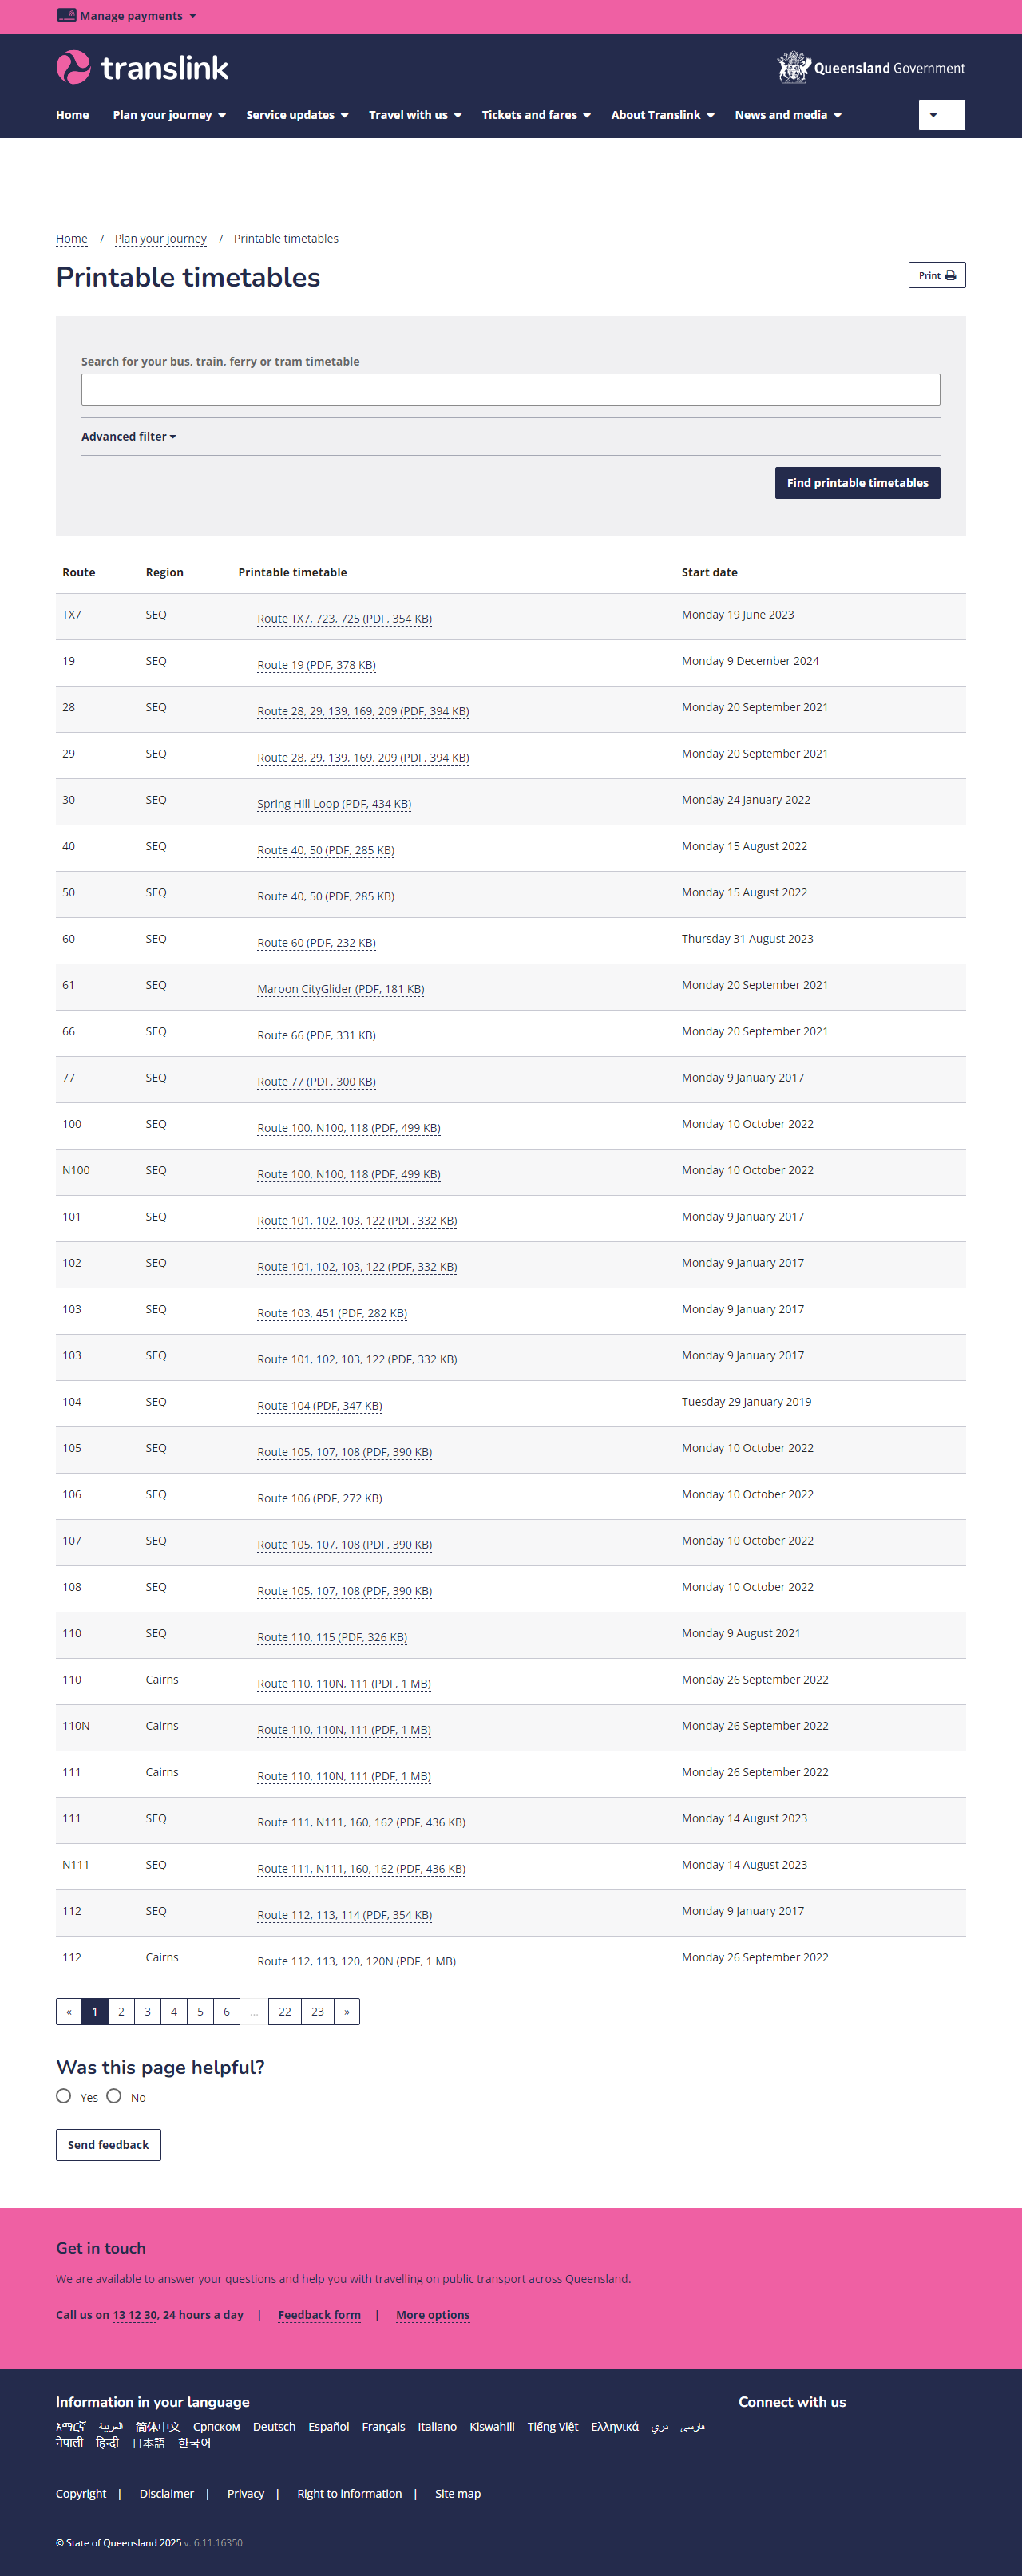 Manage payments
translink
Queensland Government
Home Plan your journey Service updates Travel with us Tickets and fares About Translink News and media
Home / Plan your journey / Printable timetables
Printable timetables
Print
Search for your bus, train, ferry or tram timetable
Advanced filter
Find printable timetables
Route Region Printable timetable Start date
TX7 SEQ Route TX7, 723, 725 (PDF, 354 KB) Monday 19 June 2023
19 SEQ Route 19 (PDF, 378 KB) Monday 9 December 2024
28 SEQ Route 28, 29, 139, 169, 209 (PDF, 394 KB) Monday 20 September 2021
29 SEQ Route 28, 29, 139, 169, 209 (PDF, 394 KB) Monday 20 September 2021
30 SEQ Spring Hill Loop (PDF, 434 KB) Monday 24 January 2022
40 SEQ Route 40, 50 (PDF, 285 KB) Monday 15 August 2022
50 SEQ Route 40, 50 (PDF, 285 KB) Monday 15 August 2022
60 SEQ Route 60 (PDF, 232 KB) Thursday 31 August 2023
61 SEQ Maroon CityGlider (PDF, 181 KB) Monday 20 September 2021
66 SEQ Route 66 (PDF, 331 KB) Monday 20 September 2021
77 SEQ Route 77 (PDF, 300 KB) Monday 9 January 2017
100 SEQ Route 100, N100, 118 (PDF, 499 KB) Monday 10 October 2022
N100 SEQ Route 100, N100, 118 (PDF, 499 KB) Monday 10 October 2022
101 SEQ Route 101, 102, 103, 122 (PDF, 332 KB) Monday 9 January 2017
102 SEQ Route 101, 102, 103, 122 (PDF, 332 KB) Monday 9 January 2017
103 SEQ Route 103, 451 (PDF, 282 KB) Monday 9 January 2017
103 SEQ Route 101, 102, 103, 122 (PDF, 332 KB) Monday 9 January 2017
104 SEQ Route 104 (PDF, 347 KB) Tuesday 29 January 2019
105 SEQ Route 105, 107, 108 (PDF, 390 KB) Monday 10 October 2022
106 SEQ Route 106 (PDF, 272 KB) Monday 10 October 2022
107 SEQ Route 105, 107, 108 (PDF, 390 KB) Monday 10 October 2022
108 SEQ Route 105, 107, 108 (PDF, 390 KB) Monday 10 October 2022
110 SEQ Route 110, 115 (PDF, 326 KB) Monday 9 August 2021
110 Cairns Route 110, 110N, 111 (PDF, 1 MB) Monday 26 September 2022
110N Cairns Route 110, 110N, 111 (PDF, 1 MB) Monday 26 September 2022
111 Cairns Route 110, 110N, 111 (PDF, 1 MB) Monday 26 September 2022
111 SEQ Route 111, N111, 160, 162 (PDF, 436 KB) Monday 14 August 2023
N111 SEQ Route 111, N111, 160, 162 (PDF, 436 KB) Monday 14 August 2023
112 SEQ Route 112, 113, 114 (PDF, 354 KB) Monday 9 January 2017
112 Cairns Route 112, 113, 120, 120N (PDF, 1 MB) Monday 26 September 2022
« 1 2 3 4 5 6 ... 22 23 »
Was this page helpful?
Yes No
Send feedback
Get in touch
We are available to answer your questions and help you with travelling on public transport across Queensland.
Call us on 13 12 30, 24 hours a day | Feedback form | More options
Information in your language
Connect with us
አማርኛ العربية 简体中文 Српском Deutsch Español Français Italiano Kiswahili Tiếng Việt Ελληνικά دري فارسی
नेपाली हिन्दी 日本語 한국어
Copyright | Disclaimer | Privacy | Right to information | Site map
© State of Queensland 2025 v. 6.11.16350